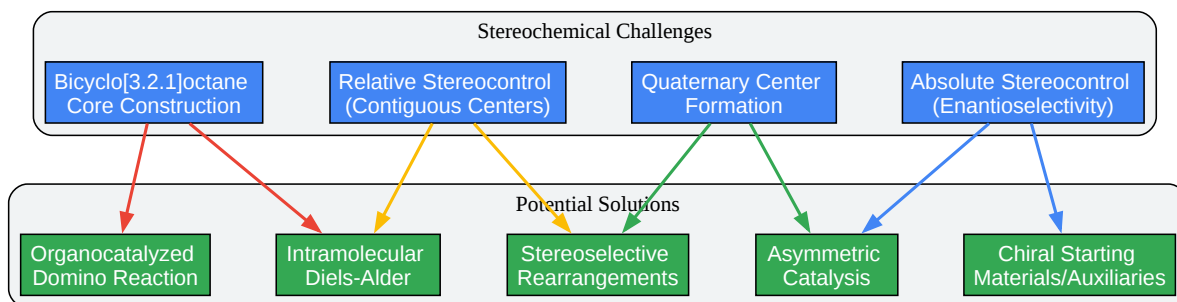 Stereochemical Challenges
Bicyclo[3.2.1]octane
Core Construction
Relative Stereocontrol
(Contiguous Centers)
Quaternary Center
Formation
Absolute Stereocontrol
(Enantioselectivity)
Potential Solutions
Organocatalyzed
Domino Reaction
Intramolecular
Diels-Alder
Stereoselective
Rearrangements
Asymmetric
Catalysis
Chiral Starting
Materials/Auxiliaries